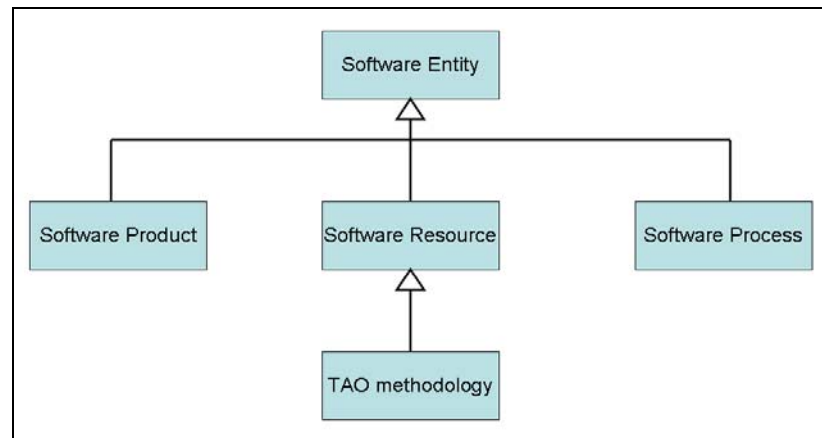 Software Entity
Software Product
Software Resource
Software Process
TAO methodology